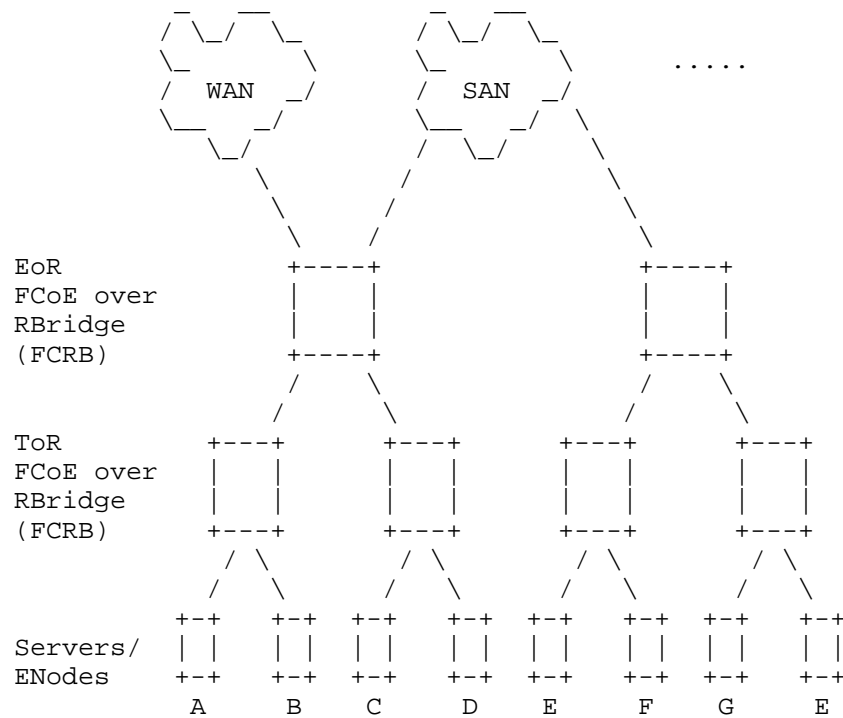 WAN SAN .....
EoR
FCoE over
RBridge
(FCRB)
ToR
FCoE over
RBridge
(FCRB)
Servers/
ENodes
A B C D E F G E